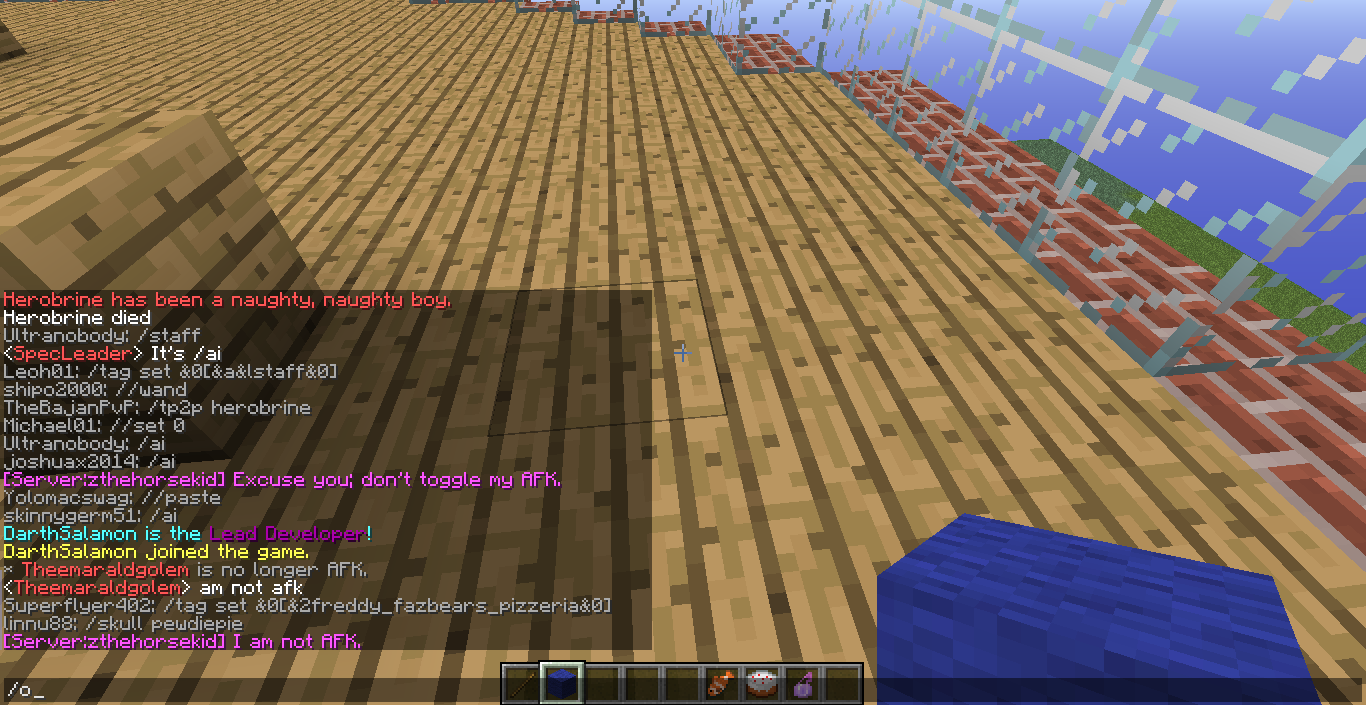 Herobrine has been a naughty, naughty boy.
Herobrine died
Ultranobody: /staff
<SpecLeader> It's /ai
Leoh01: /tag set &0[&a&lstaff&0]
shipo2000: //wand
TheBajanPvP: /tp2p herobrine
Michael01: //set 0
Ultranobody: /ai
joshuax2014: /ai
[Server:zthehorsekid] Excuse you; don't toggle my AFK.
Yolomacswag: //paste
skinnygerm51: /ai
DarthSalamon is the Lead Developer!
DarthSalamon joined the game.
* Theemaraldgolem is no longer AFK.
<Theemaraldgolem> am not afk
Superflyer402: /tag set &0[&2freddy_fazbears_pizzeria&0]
linnu88: /skull pewdiepie
[Server:zthehorsekid] I am not AFK.
/o_